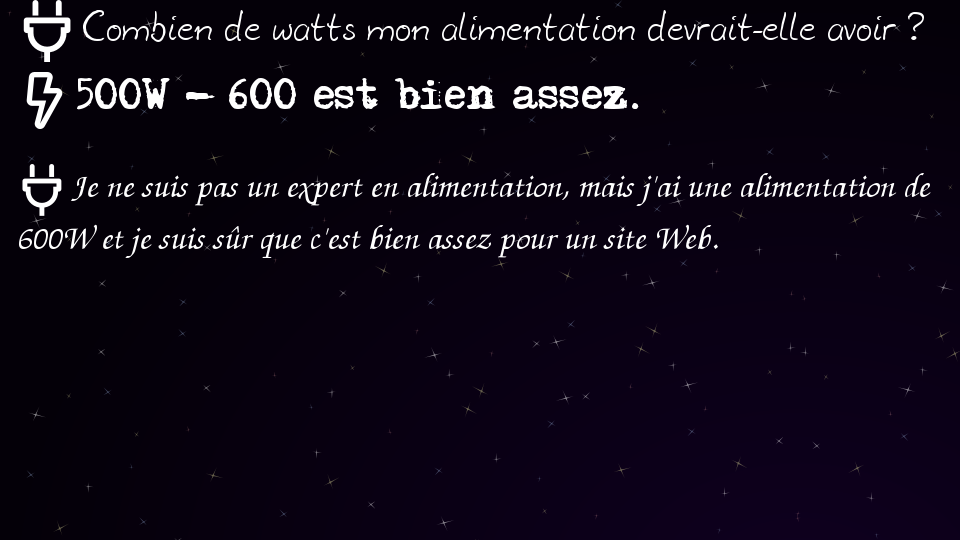 Combien de watts mon alimentation devrait-elle avoir ?
500W - 600 est bien assez.
Je ne suis pas un expert en alimentation, mais j'ai une alimentation de
600W et je suis sûr que c'est bien assez pour un site Web.